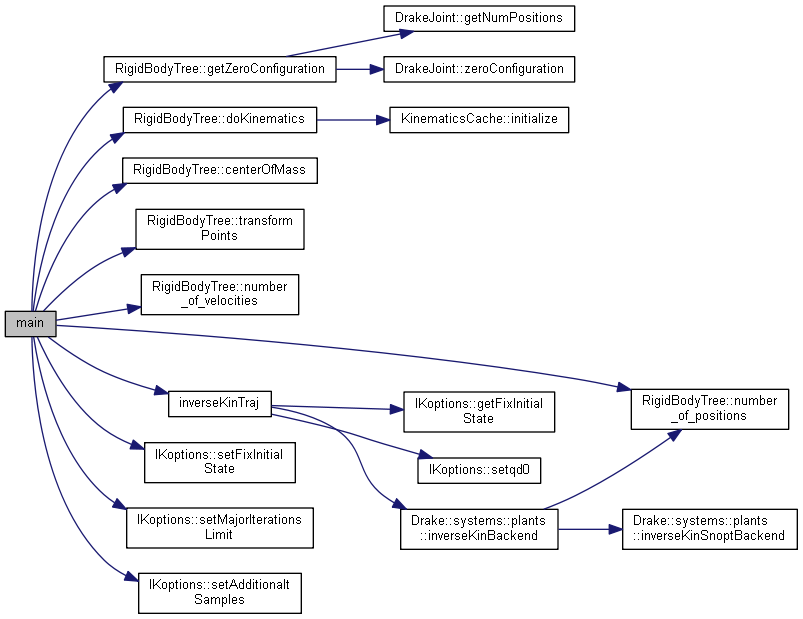 DrakeJoint::getNumPositions
RigidBodyTree::getZeroConfiguration
DrakeJoint::zeroConfiguration
RigidBodyTree::doKinematics
KinematicsCache::initialize
RigidBodyTree::centerOfMass
RigidBodyTree::transform
Points
RigidBodyTree::number
_of_velocities
main
inverseKinTraj
IKoptions::getFixInitial
State
RigidBodyTree::number
_of_positions
IKoptions::setFixInitial
State
IKoptions::setqd0
IKoptions::setMajorIterations
Limit
Drake::systems::plants
::inverseKinBackend
Drake::systems::plants
::inverseKinSnoptBackend
IKoptions::setAdditionaltSamples